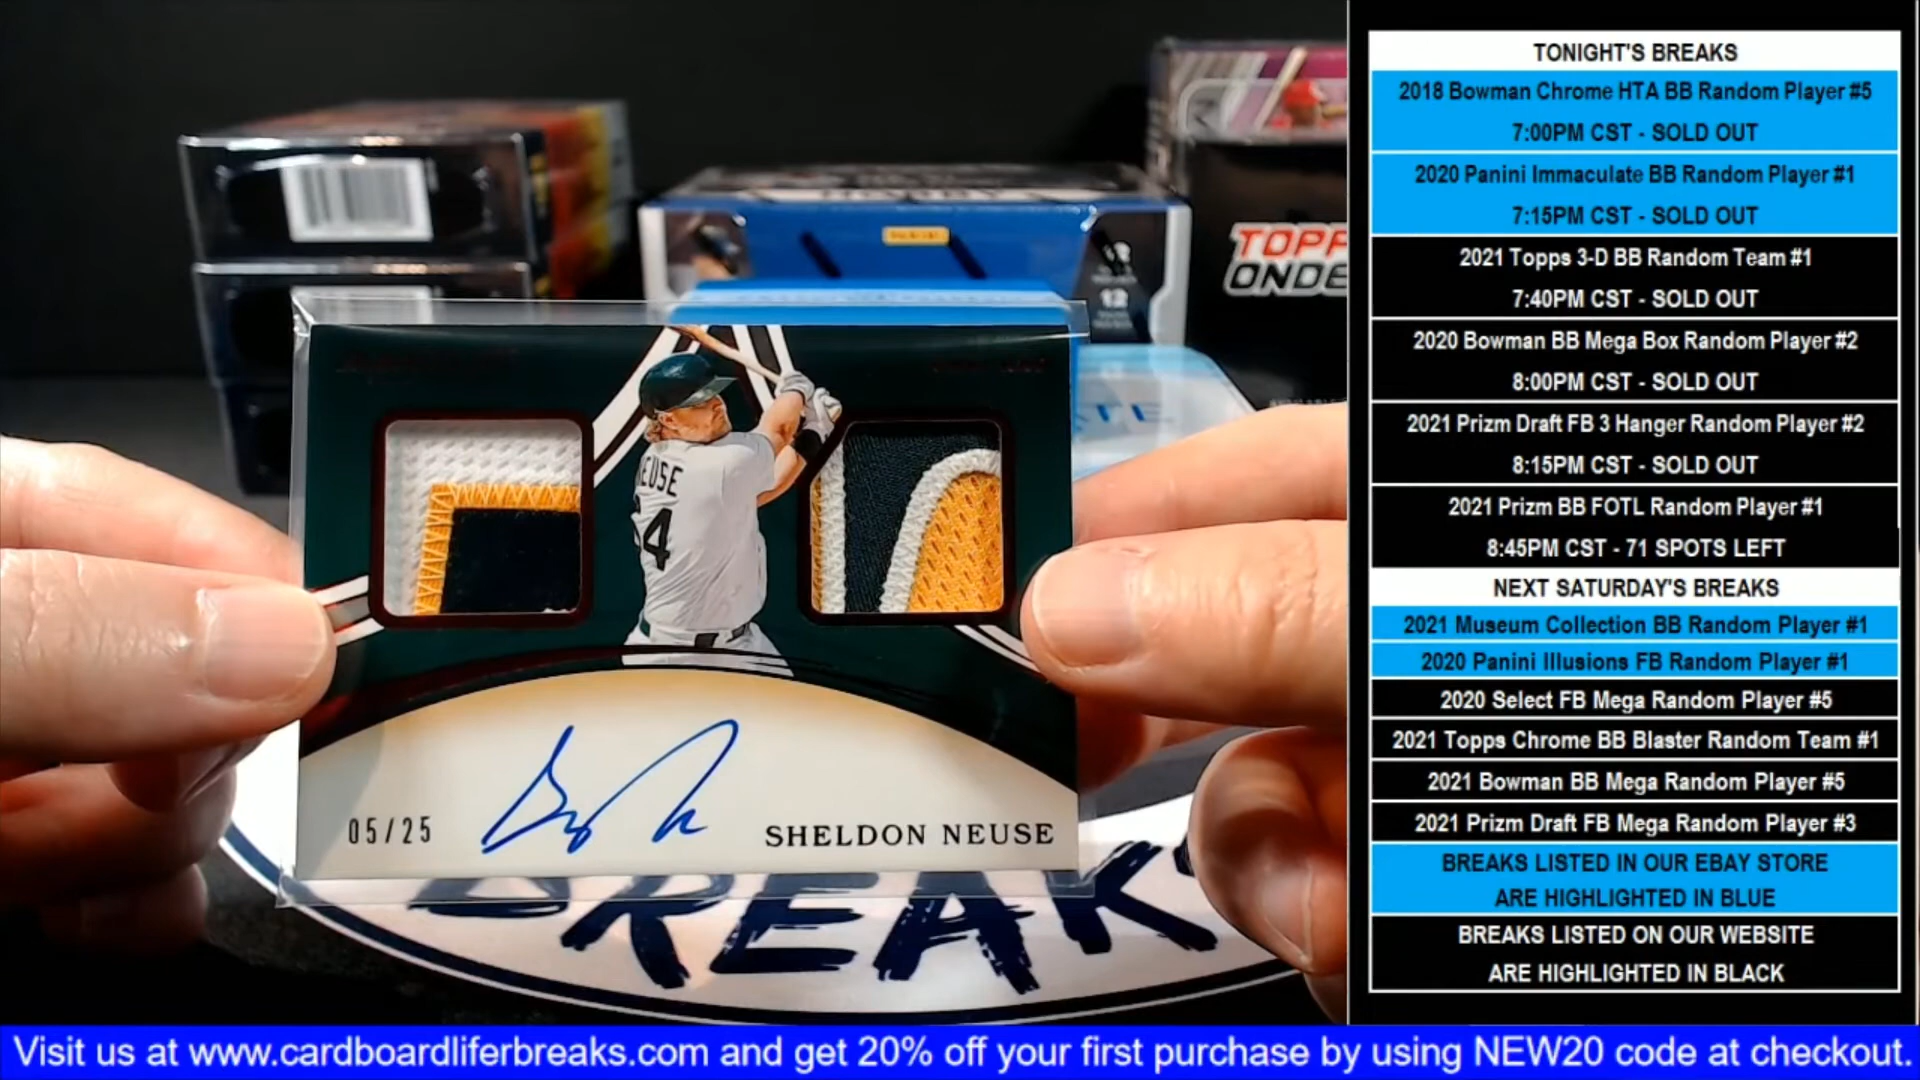 TONIGHT'S BREAKS
2018 Bowman Chrome HTA BB Random Player #5
7:00PM CST - SOLD OUT
2020 Panini Immaculate BB Random Player #1
7:15PM CST - SOLD OUT
2021 Topps 3-D BB Random Team #1
7:40PM CST - SOLD OUT
2020 Bowman BB Mega Box Random Player #2
8:00PM CST - SOLD OUT
2021 Prizm Draft FB 3 Hanger Random Player #2
8:15PM CST - SOLD OUT
2021 Prizm BB FOTL Random Player #1
8:45PM CST - 71 SPOTS LEFT
NEXT SATURDAY'S BREAKS
2021 Museum Collection BB Random Player #1
2020 Panini Illusions FB Random Player #1
2020 Select FB Mega Random Player #5
2021 Topps Chrome BB Blaster Random Team #1
2021 Bowman BB Mega Random Player #5
2021 Prizm Draft FB Mega Random Player #3
BREAKS LISTED IN OUR EBAY STORE
ARE HIGHLIGHTED IN BLUE
BREAKS LISTED ON OUR WEBSITE
ARE HIGHLIGHTED IN BLACK
PANINI
12
TOPP
ONDE
EUSE
4
05/25
SHELDON NEUSE
BREAK
Visit us at www.cardboardliferbreaks.com and get 20% off your first purchase by using NEW20 code at checkout.